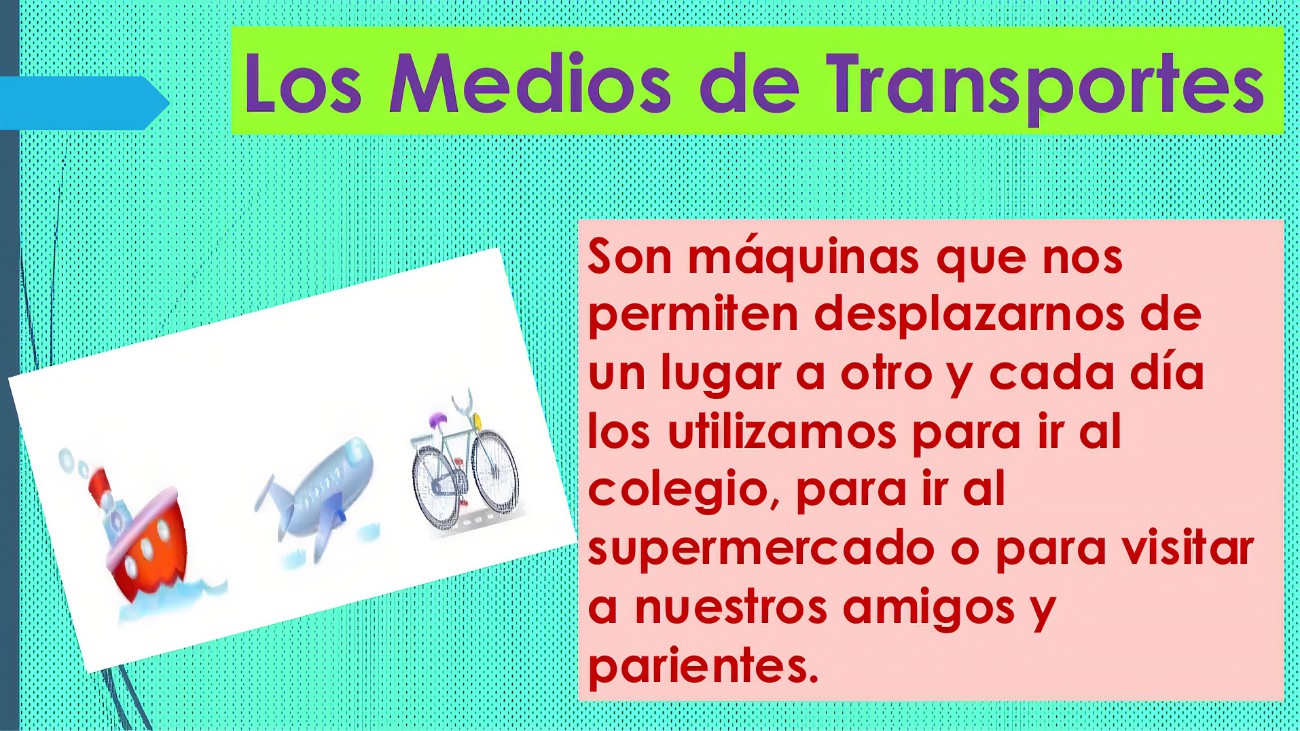 Los Medios de Transportes
Son máquinas que nos
permiten desplazarnos de
un lugar a otro y cada día
los utilizamos para ir al
colegio, para ir al
supermercado o para visitar
a nuestros amigos y
parientes.